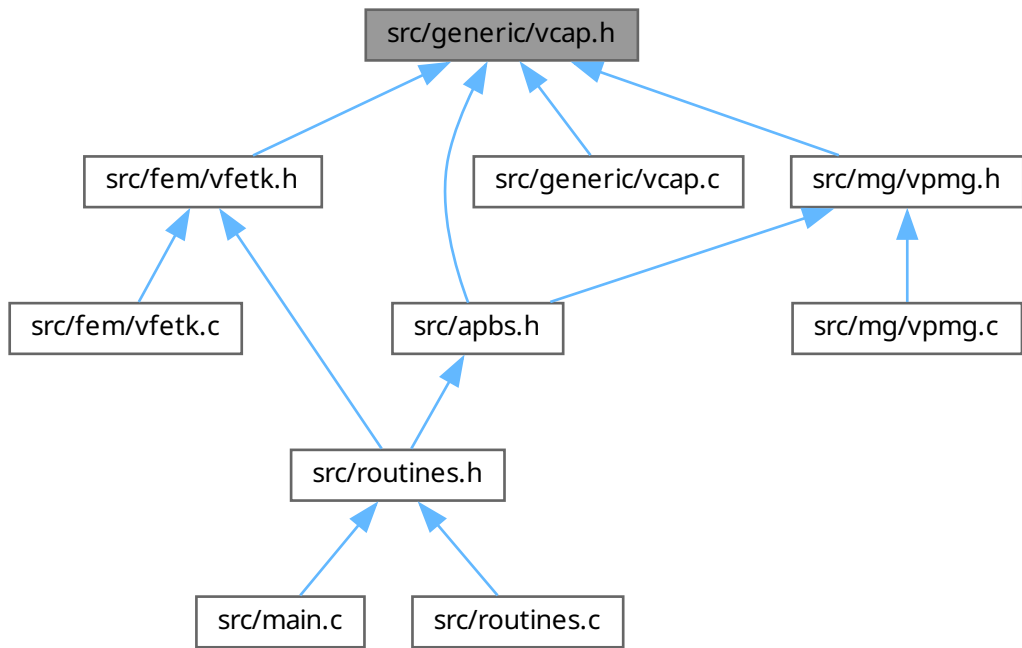 src/generic/vcap.h
src/fem/vfetk.h
src/generic/vcap.c
src/mg/vpmg.h
src/fem/vfetk.c
src/apbs.h
src/mg/vpmg.c
src/routines.h
src/main.c
src/routines.c